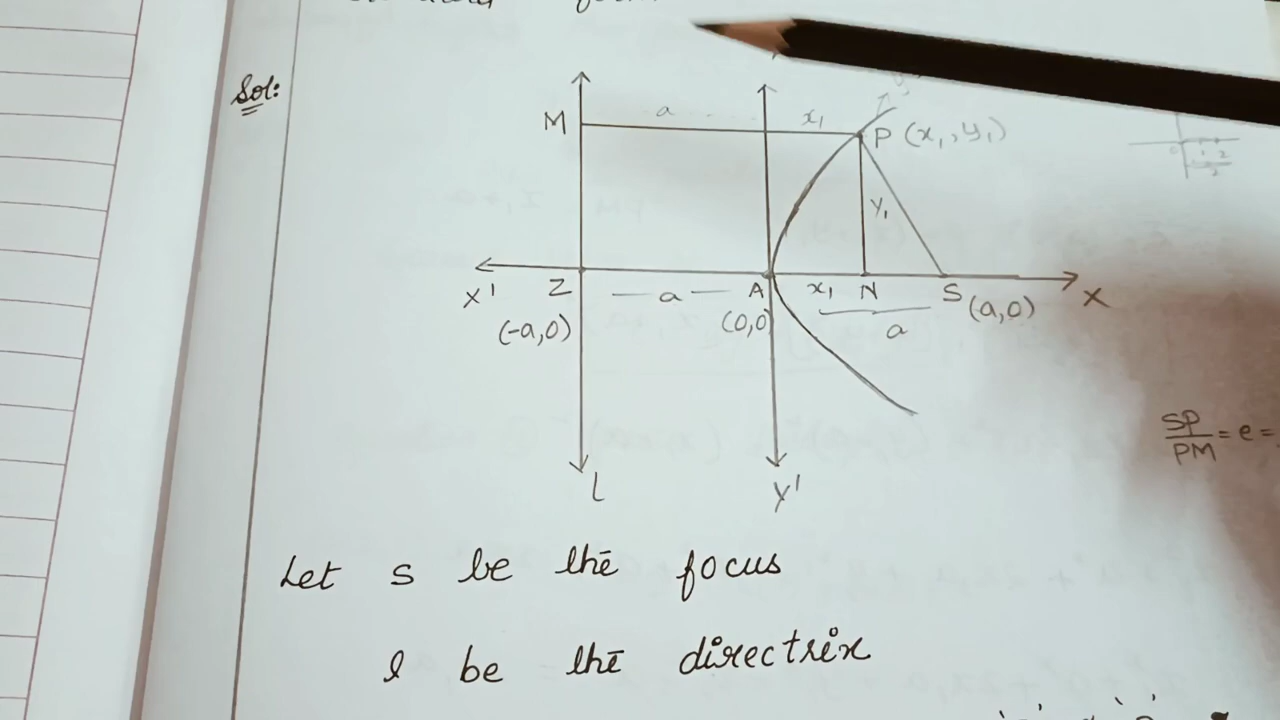 Sol:
M
a
x₁
P (x₁, y₁)
y₁
X'
Z
a
A
x₁
N
S (a,0)
X
(-a,0)
(0,0)
a
SP/PM = e =
L
Y'
Let S be the focus
l be the directrix